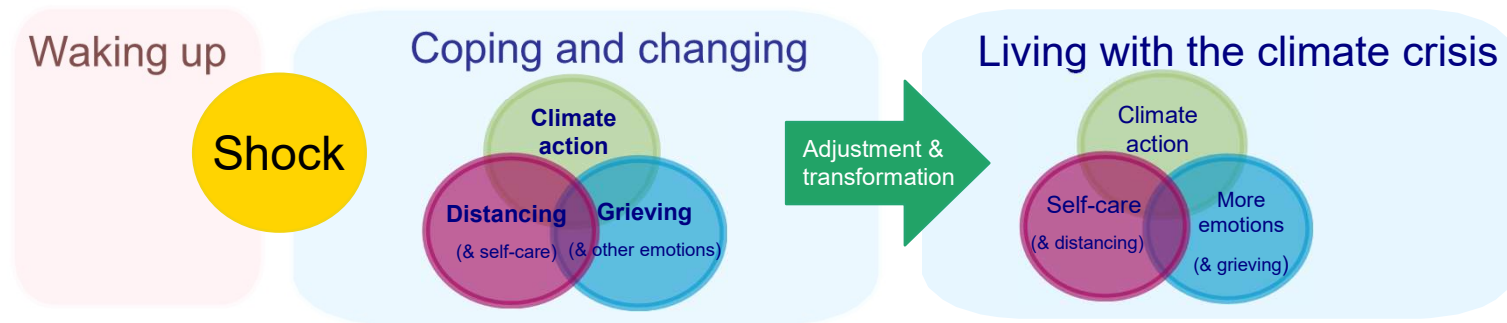 Waking up
Shock
Coping and changing
Climate
action
Distancing
(& self-care)
Grieving
(& other emotions)
Adjustment &
transformation
Living with the climate crisis
Climate
action
Self-care
(& distancing)
More
emotions
(& grieving)